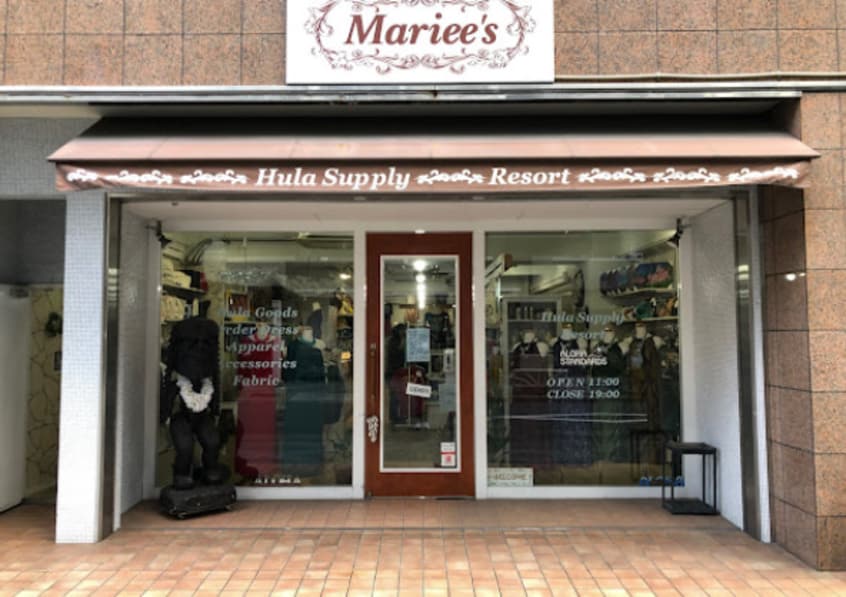 Mariee's
Hula Supply Resort
Hula Goods
Order Dress
Apparel
Accessories
Fabric
Hula Supply
Resort
ALOHA
STANDARDS
OPEN 11:00
CLOSE 19:00
OPEN
WELCOME